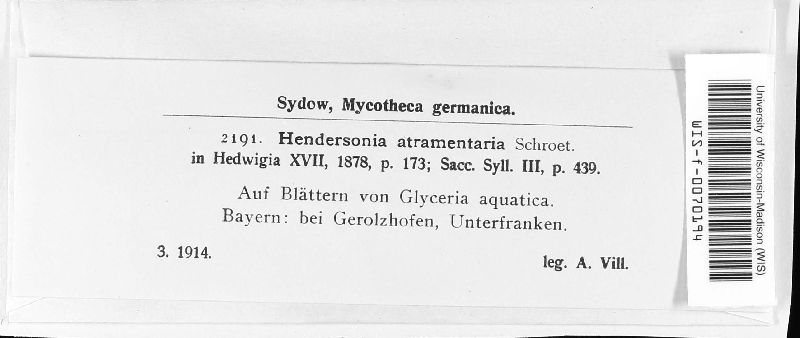 Sydow, Mycotheca germanica.
2191. Hendersonia atramentaria Schroet.
in Hedwigia XVII, 1878, p. 173; Sacc. Syll. III, p. 439.
Auf Blättern von Glyceria aquatica.
Bayern: bei Gerolzhofen, Unterfranken.
3. 1914.
leg. A. Vill.
University of Wisconsin-Madison (WIS)
WIS-f-0070194